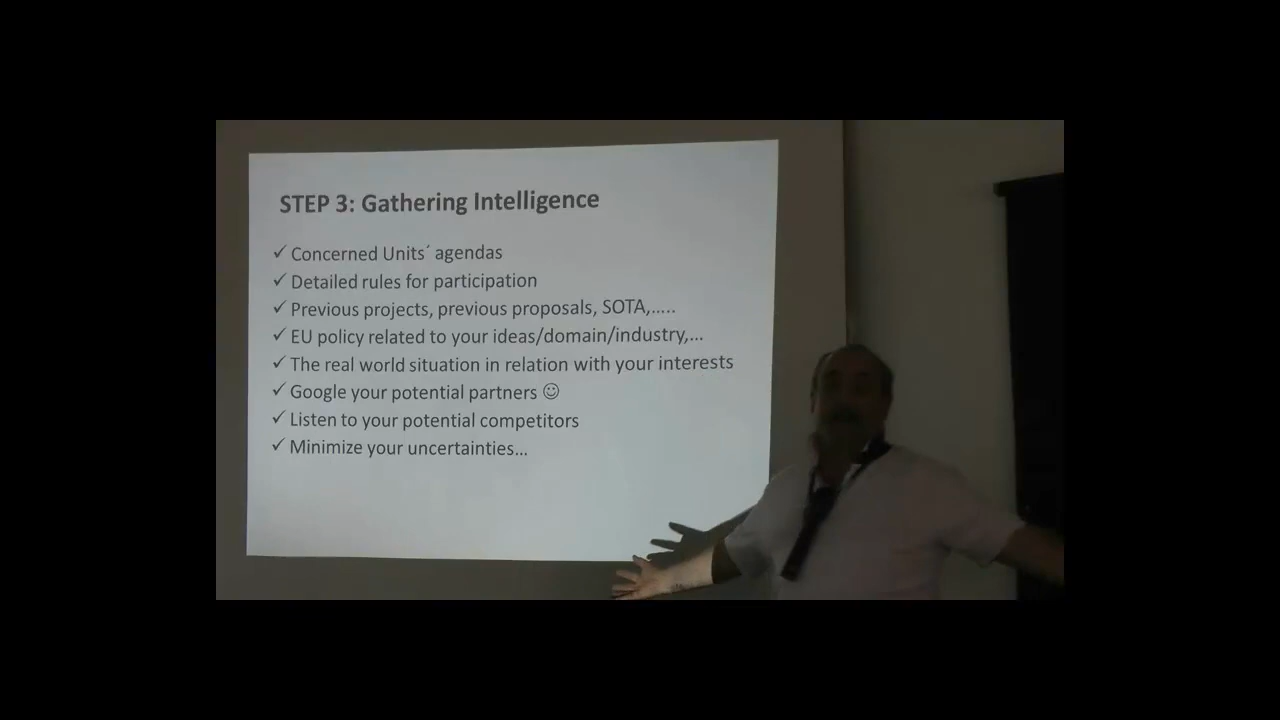 STEP 3: Gathering Intelligence
✓ Concerned Units´ agendas
✓ Detailed rules for participation
✓ Previous projects, previous proposals, SOTA,.....
✓ EU policy related to your ideas/domain/industry,...
✓ The real world situation in relation with your interests
✓ Google your potential partners ☺
✓ Listen to your potential competitors
✓ Minimize your uncertainties...